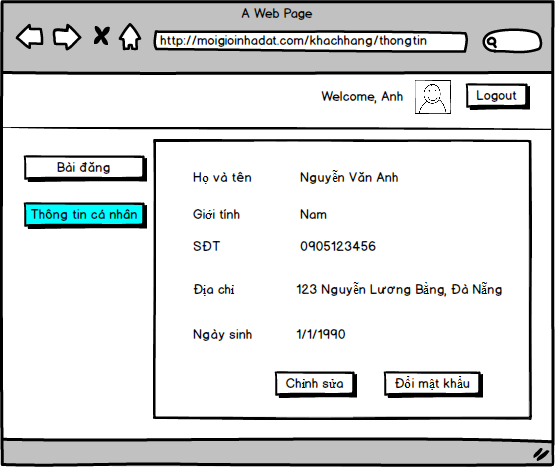 A Web Page
http://moigioinhadat.com/khachhang/thongtin
Welcome, Anh
Logout
Bài đăng
Thông tin cá nhân
Họ và tên Nguyễn Văn Anh
Giới tính Nam
SĐT 0905123456
Địa chỉ 123 Nguyễn Lương Bằng, Đà Nẵng
Ngày sinh 1/1/1990
Chỉnh sửa Đổi mật khẩu